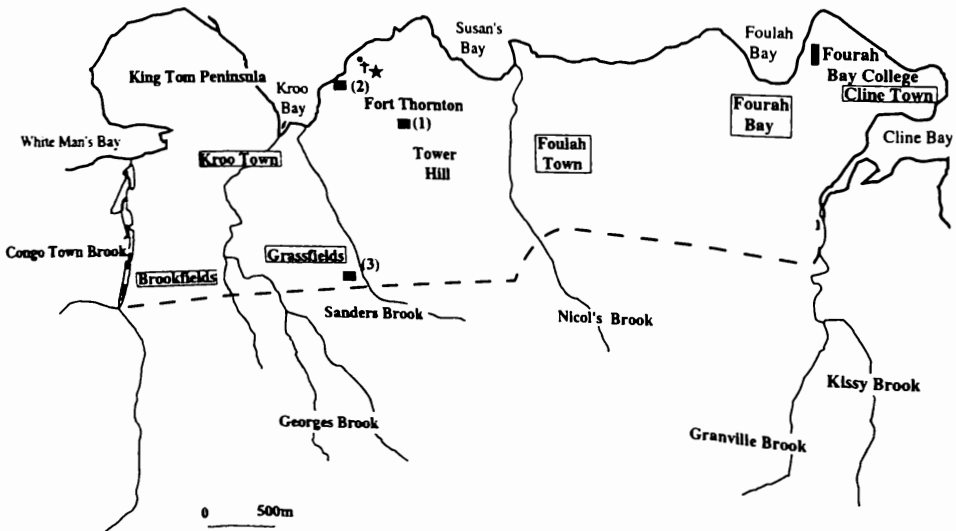 Susan's
Bay
Foulah
Bay
King Tom Peninsula
Kroo
Bay
(2)
Fort Thornton
(1)
Fourah
Bay College
Cline Town
White Man's Bay
Kroo Town
Tower
Hill
Foulah
Town
Fourah
Bay
Cline Bay
Congo Town Brook
Brookfields
Grassfields
(3)
Sanders Brook
Nicol's Brook
Kissy Brook
Georges Brook
Granville Brook
0 500m